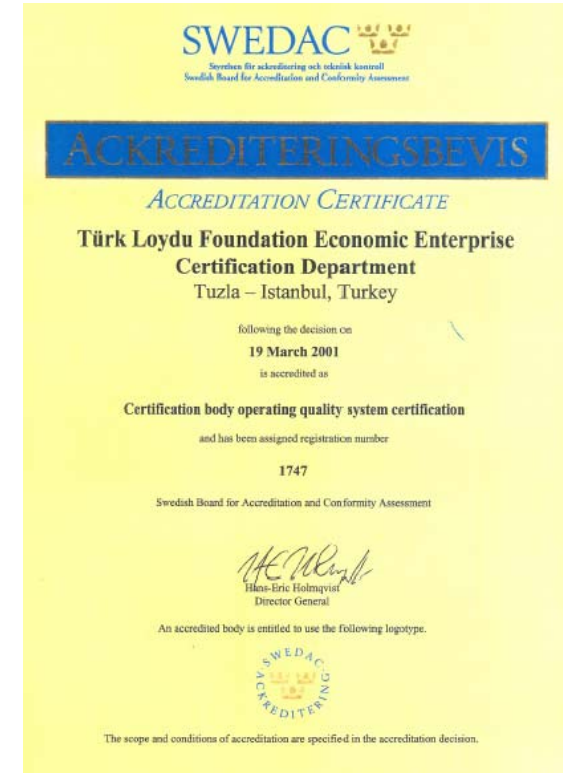 SWEDAC
Styrelsen för ackreditering och teknisk kontroll
Swedish Board for Accreditation and Conformity Assessment
ACKREDITERINGSBEVIS
ACCREDITATION CERTIFICATE
Türk Loydu Foundation Economic Enterprise
Certification Department
Tuzla – Istanbul, Turkey
following the decision on
19 March 2001
is accredited as
Certification body operating quality system certification
and has been assigned registration number
1747
Swedish Board for Accreditation and Conformity Assessment
Hans-Eric Holmqvist
Director General
An accredited body is entitled to use the following logotype.
SWEDAC
ACKREDITERING
The scope and conditions of accreditation are specified in the accreditation decision.